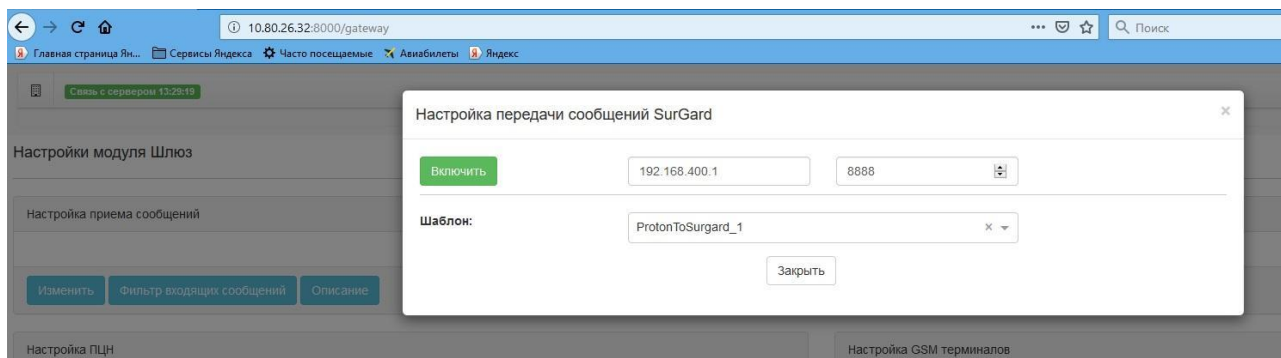 10.80.26.32:8000/gateway
Поиск
Главная страница Ян... Сервисы Яндекса Часто посещаемые Авиабилеты Яндекс
Связь с сервером 13:29:19
Настройка передачи сообщений SurGard
×
Настройки модуля Шлюз
Включить
192.168.400.1
8888
Настройка приема сообщений
Шаблон:
ProtonToSurgard_1
Закрыть
Изменить
Фильтр входящих сообщений
Описание
Настройка ПЦН
Настройка GSM терминалов